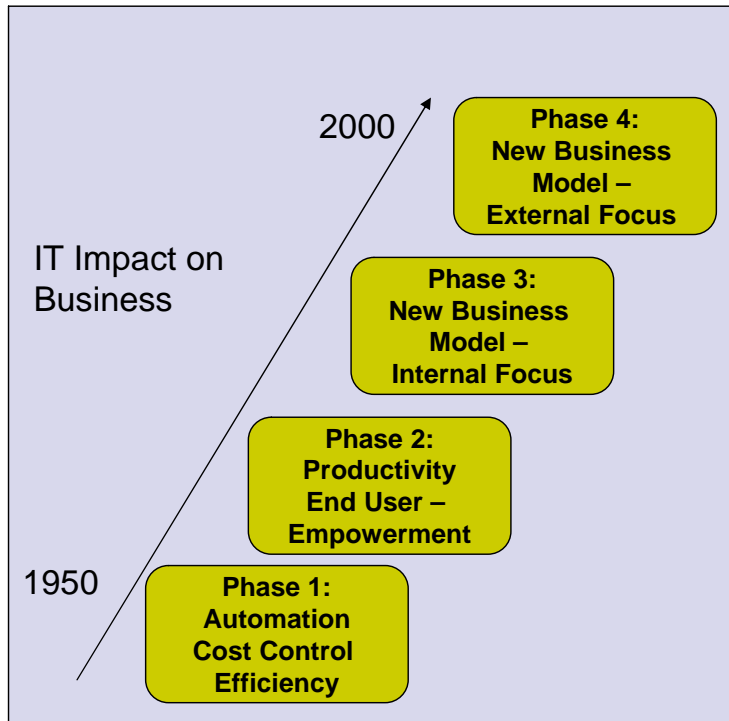 2000
Phase 4:
New Business
Model –
External Focus
IT Impact on
Business
Phase 3:
New Business
Model –
Internal Focus
Phase 2:
Productivity
End User –
Empowerment
1950
Phase 1:
Automation
Cost Control
Efficiency